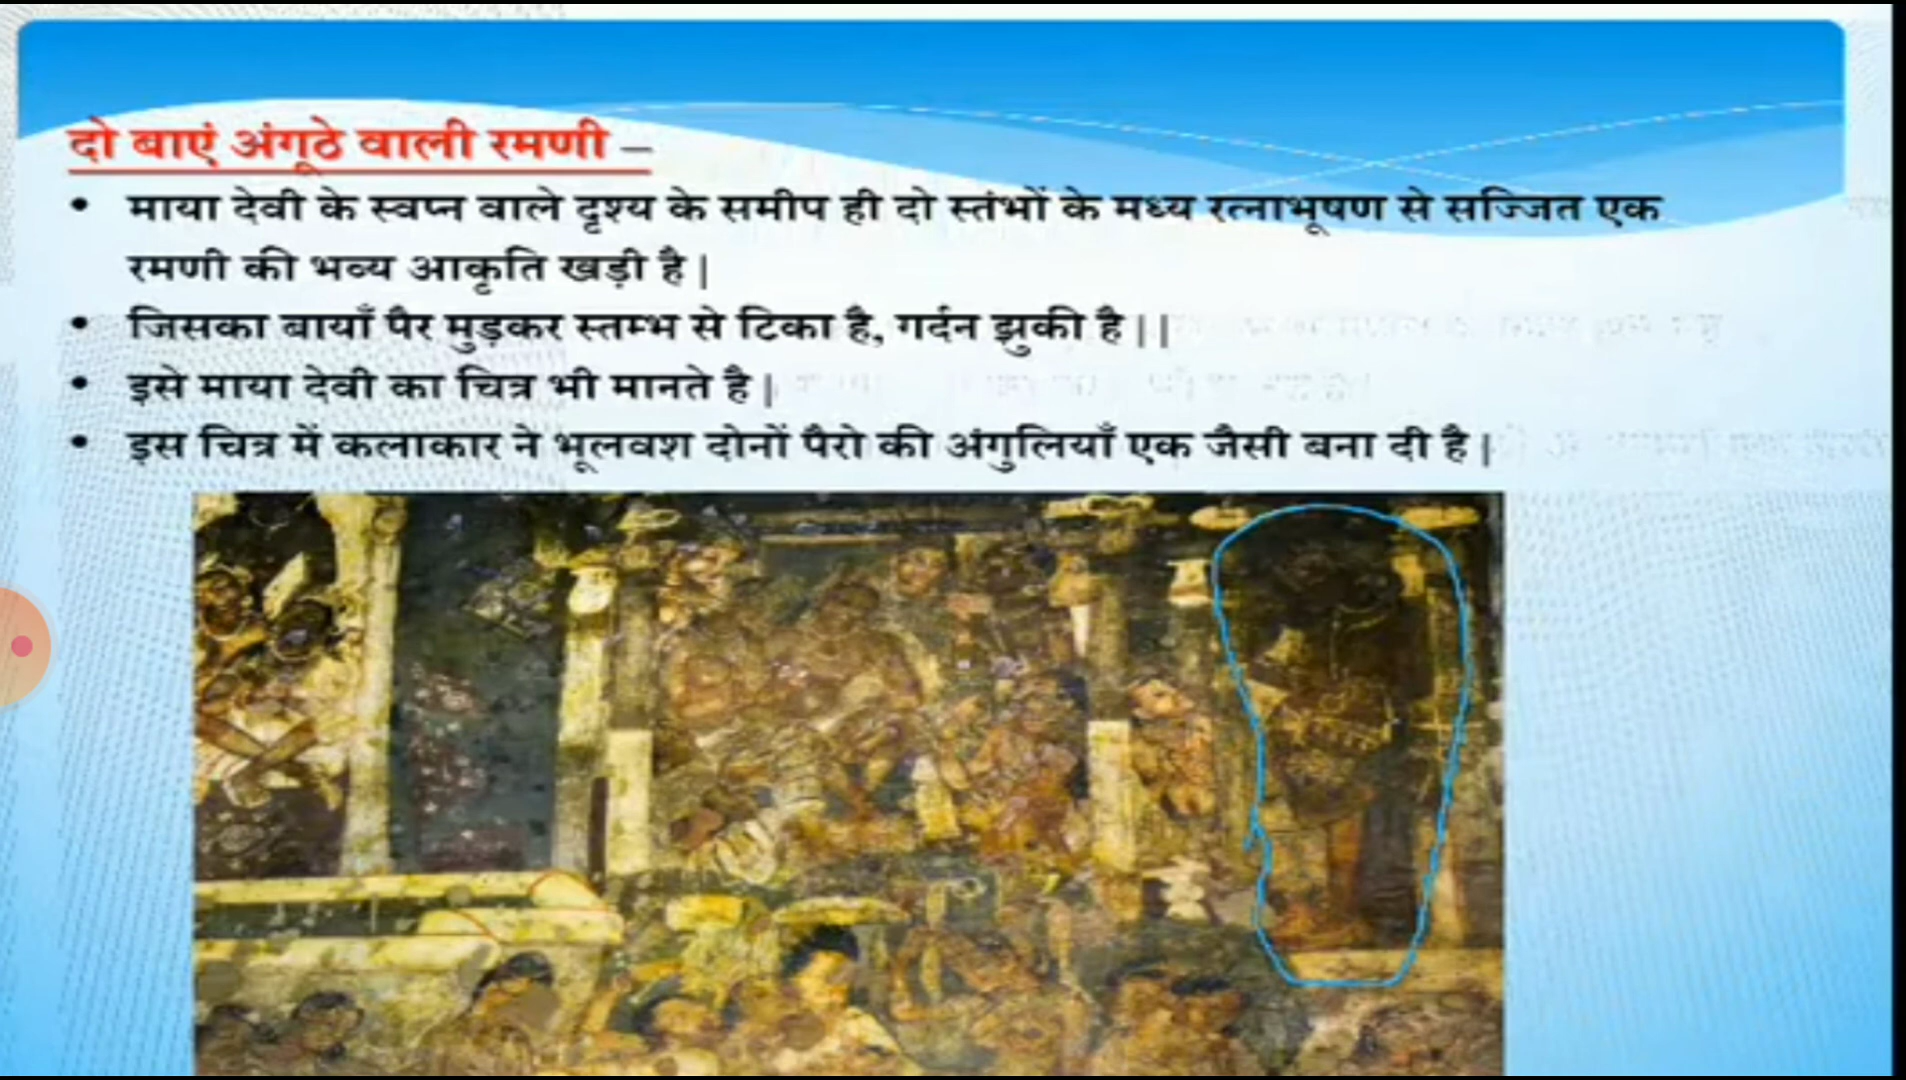 दो बाएं अंगूठे वाली रमणी –
• माया देवी के स्वप्न वाले दृश्य के समीप ही दो स्तंभों के मध्य रत्नाभूषण से सज्जित एक
रमणी की भव्य आकृति खड़ी है |
• जिसका बायाँ पैर मुड़कर स्तम्भ से टिका है, गर्दन झुकी है | |
• इसे माया देवी का चित्र भी मानते है |
• इस चित्र में कलाकार ने भूलवश दोनों पैरो की अंगुलियाँ एक जैसी बना दी है |